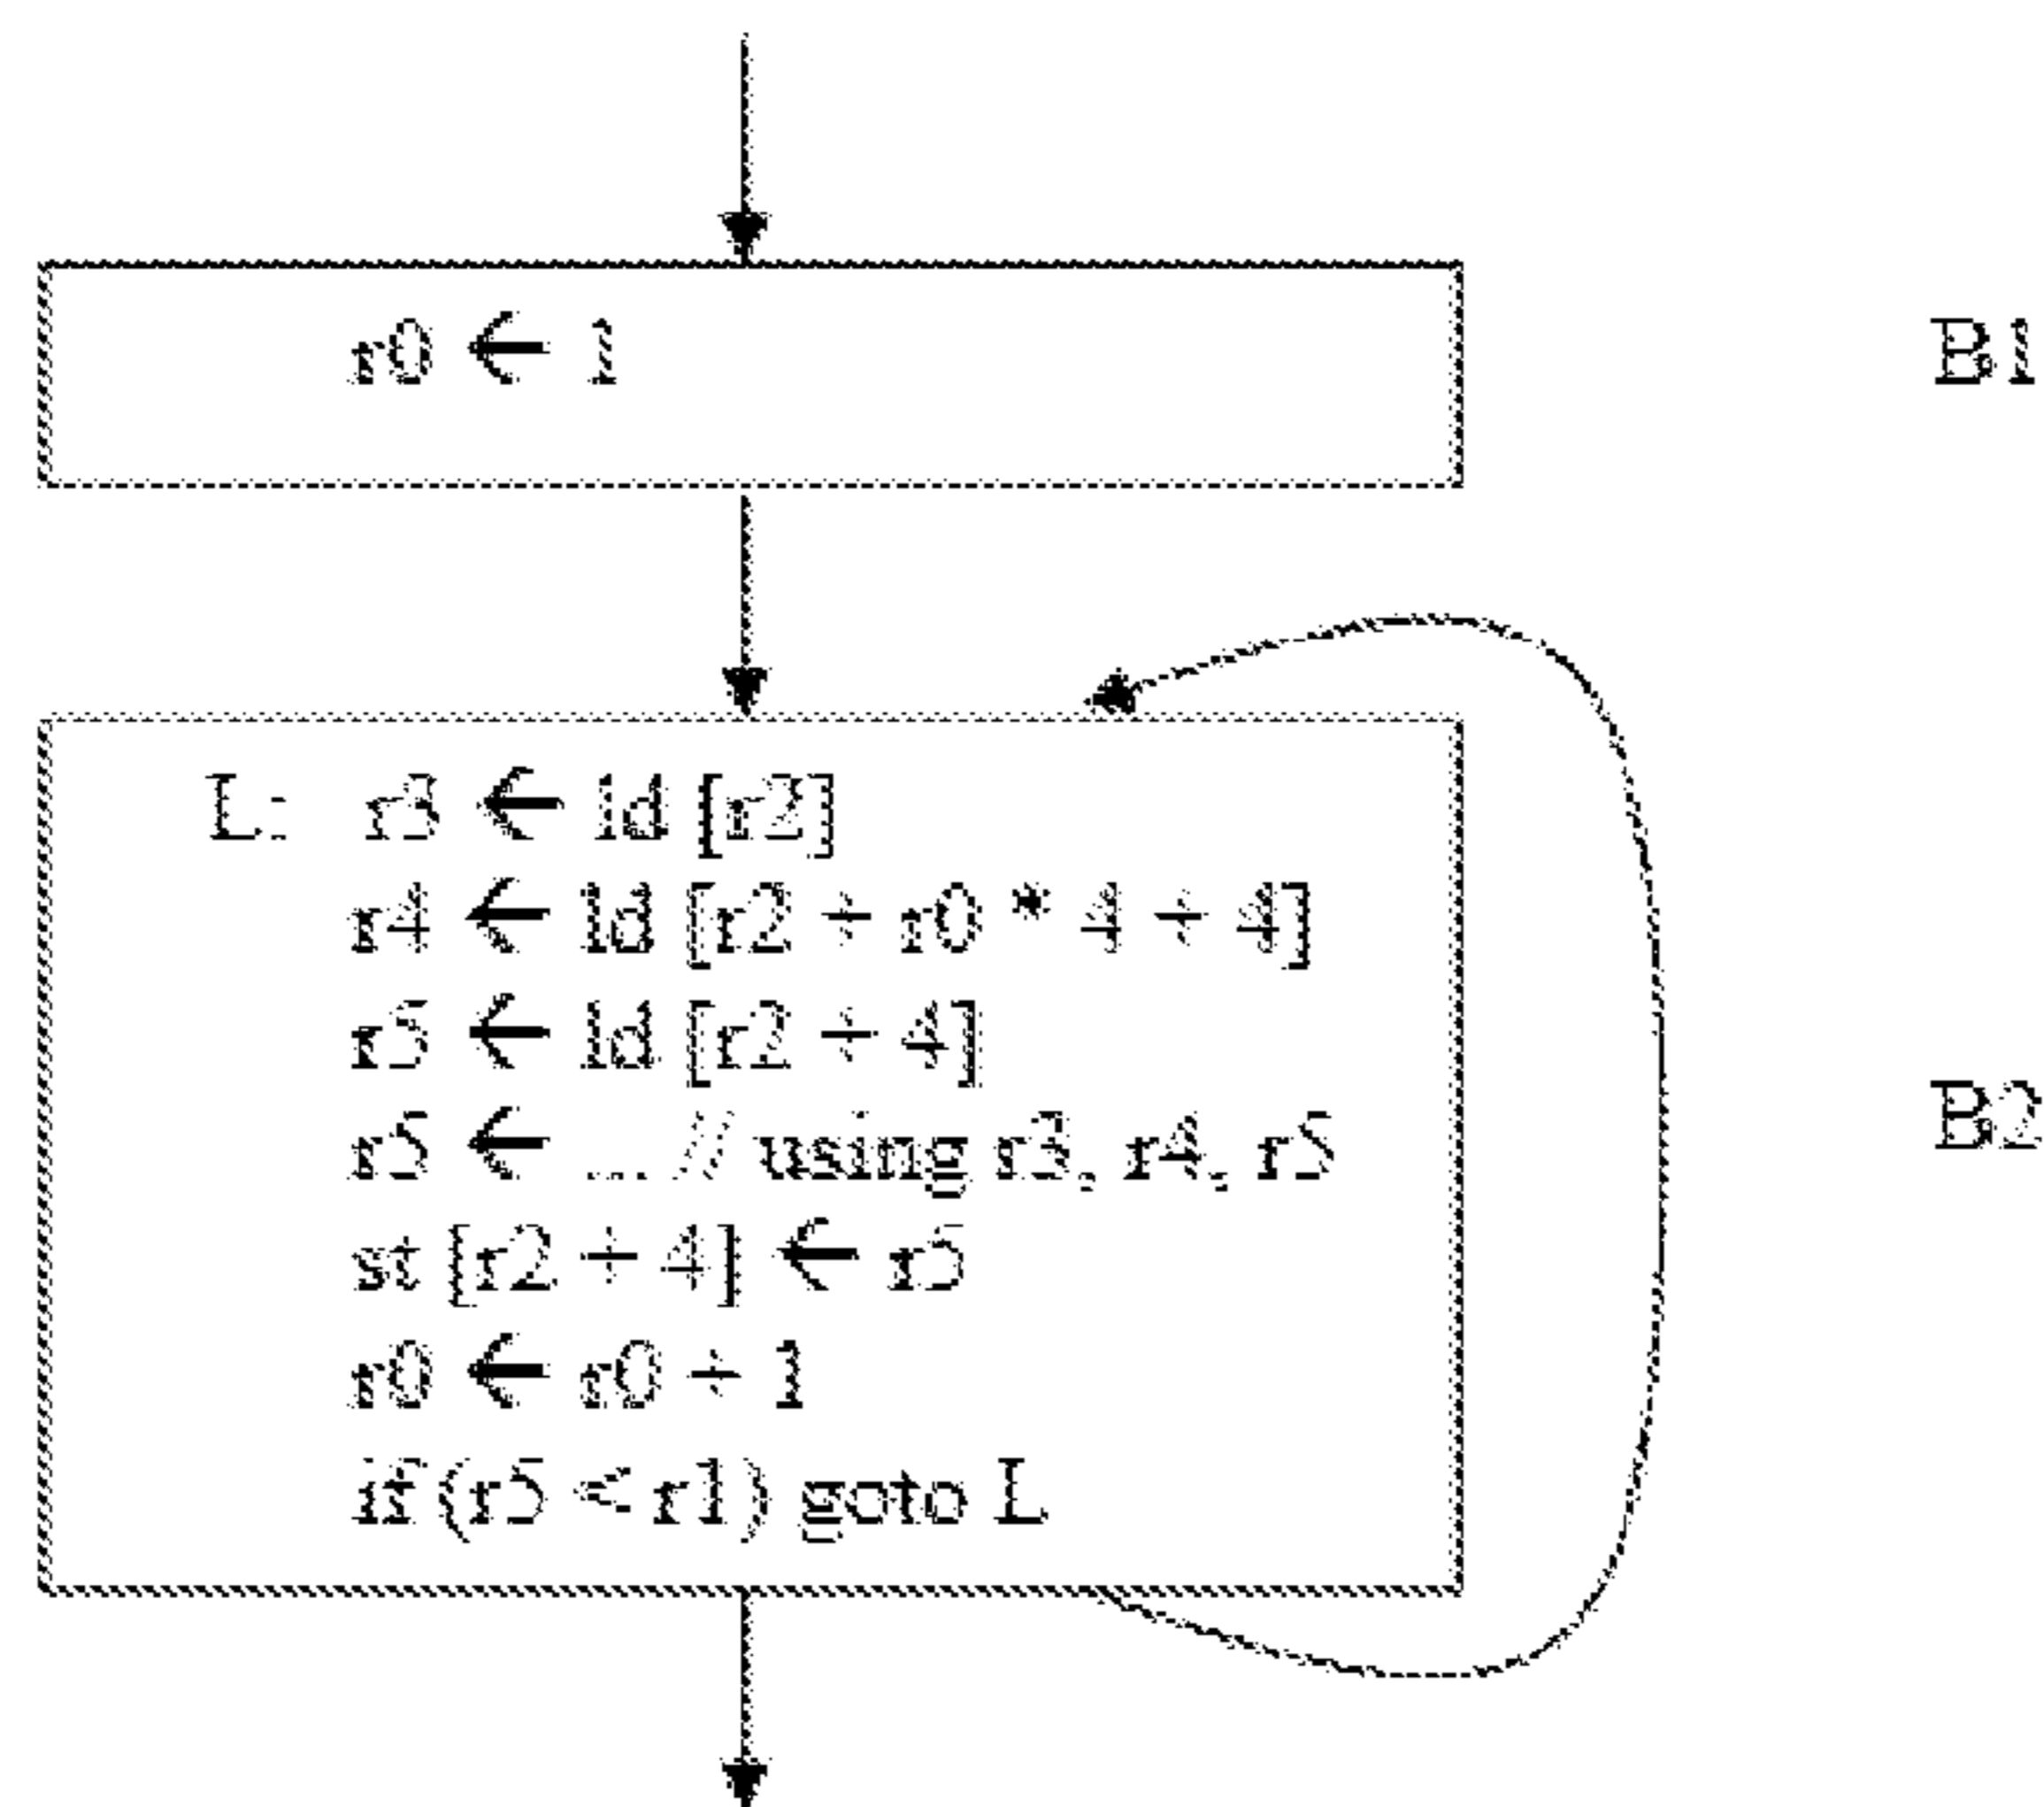 r0 ← 1
B1
L: r3 ← ld [r2]
r4 ← ld [r2 + r0 * 4 + 4]
r5 ← ld [r2 + 4]
r5 ← ... // using r3, r4, r5
B2
st [r2 + 4] ← r5
r0 ← r0 + 1
if (r5 < r1) goto L